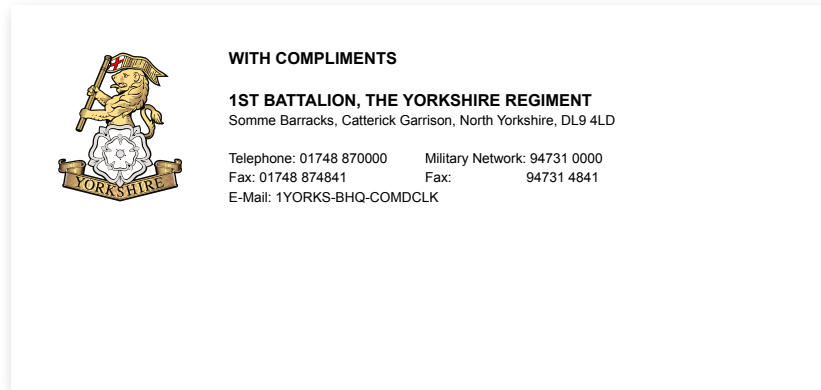 WITH COMPLIMENTS
1ST BATTALION, THE YORKSHIRE REGIMENT
Somme Barracks, Catterick Garrison, North Yorkshire, DL9 4LD
Telephone: 01748 870000 Military Network: 94731 0000
Fax: 01748 874841 Fax: 94731 4841
E-Mail: 1YORKS-BHQ-COMDCLK
YORKSHIRE